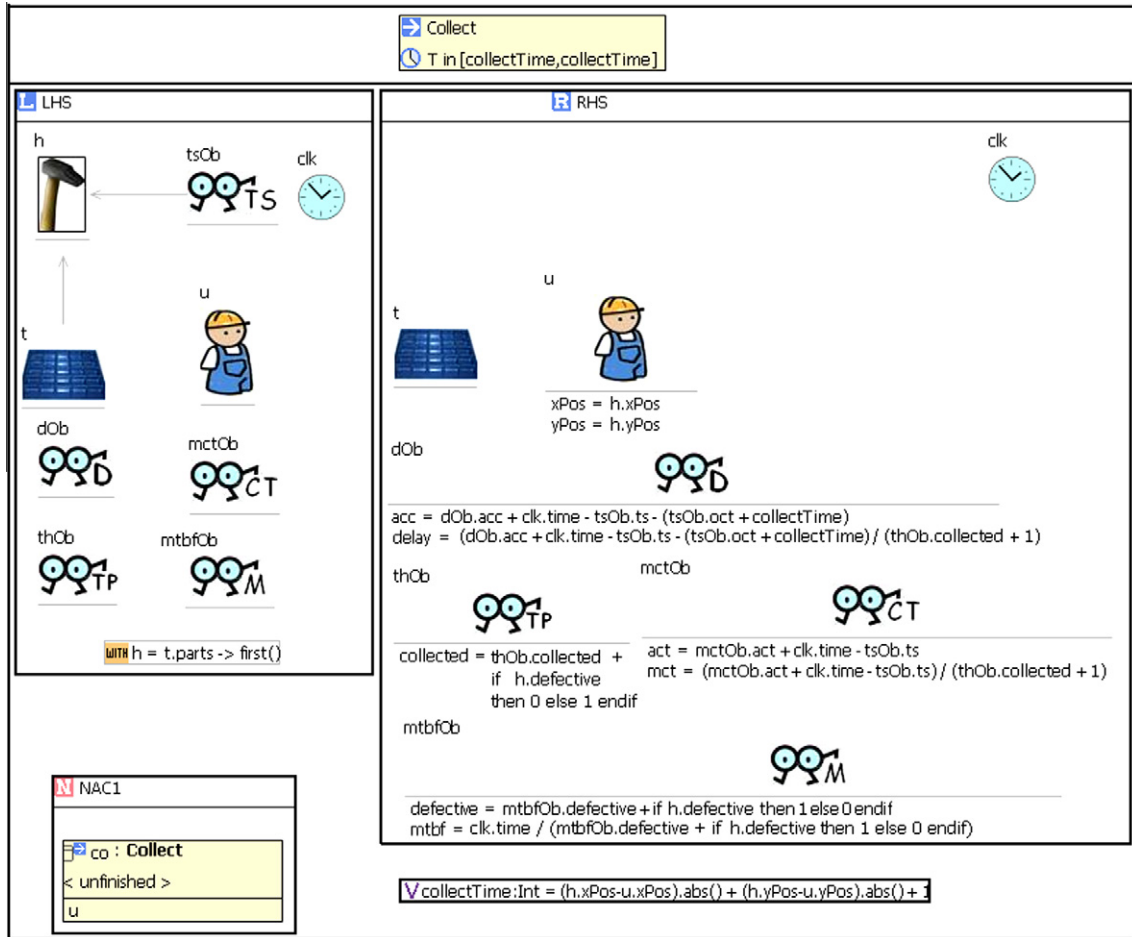 Collect
T in [collectTime,collectTime]
L LHS
R RHS
h
tsOb
clk
TS
clk
u
u
t
t
xPos = h.xPos
yPos = h.yPos
dOb
D
mctOb
CT
dOb
D
acc = dOb.acc + clk.time - tsOb.ts - (tsOb.oct + collectTime)
delay = (dOb.acc + clk.time - tsOb.ts - (tsOb.oct + collectTime) / (thOb.collected + 1)
thOb
TP
mtbfOb
M
thOb
TP
mctOb
CT
WITH h = t.parts -> first()
collected = thOb.collected +
if h.defective
then 0 else 1 endif
act = mctOb.act + clk.time - tsOb.ts
mct = (mctOb.act + clk.time - tsOb.ts) / (thOb.collected + 1)
mtbfOb
M
defective = mtbfOb.defective + if h.defective then 1 else 0 endif
mtbf = clk.time / (mtbfOb.defective + if h.defective then 1 else 0 endif)
N NAC1
co : Collect
< unfinished >
u
V collectTime:Int = (h.xPos-u.xPos).abs() + (h.yPos-u.yPos).abs() + 1